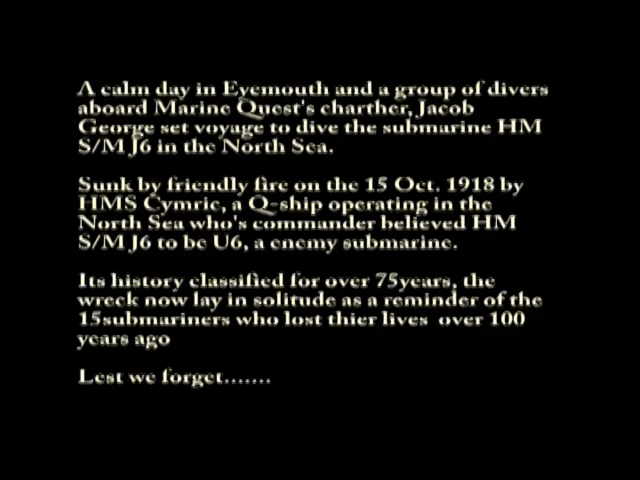 A calm day in Eyemouth and a group of divers
aboard Marine Quest's charther, Jacob
George set voyage to dive the submarine HM
S/M J6 in the North Sea.
Sunk by friendly fire on the 15 Oct. 1918 by
HMS Cymric, a Q-ship operating in the
North Sea who's commander believed HM
S/M J6 to be U6, a enemy submarine.
Its history classified for over 75years, the
wreck now lay in solitude as a reminder of the
15submariners who lost thier lives  over 100
years ago
Lest we forget.......